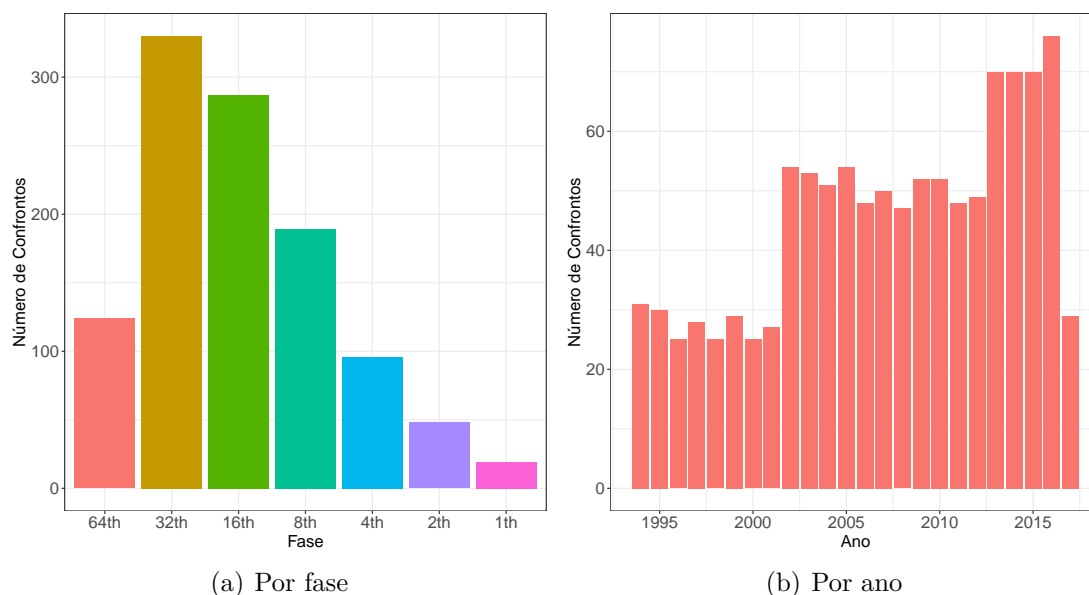 Número de Confrontos
300
200
100
0
64th 32th 16th 8th 4th 2th 1th
Fase
(a) Por fase
Número de Confrontos
60
40
20
0
1995 2000 2005 2010 2015
Ano
(b) Por ano